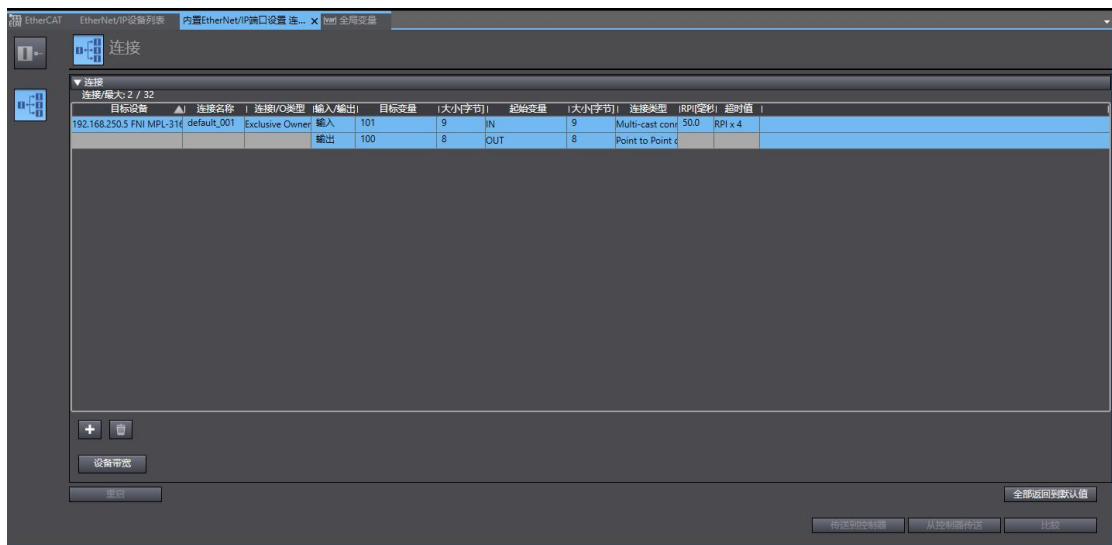 EtherCAT EtherNet/IP设备列表 内置EtherNet/IP端口设置 连... x 全局变量
连接
▼连接
连接/最大: 2 / 32
目标设备 连接名称 连接I/O类型 输入/输出 目标变量 大小[字节] 起始变量 大小[字节] 连接类型 RPI[毫秒] 超时值
192.168.250.5 FNI MPL-316 default_001 Exclusive Owner 输入 101 9 IN 9 Multi-cast conn 50.0 RPI x 4
输出 100 8 OUT 8 Point to Point c
+
设备带宽
重启 全部返回到默认值
传送到控制器 从控制器传送 比较